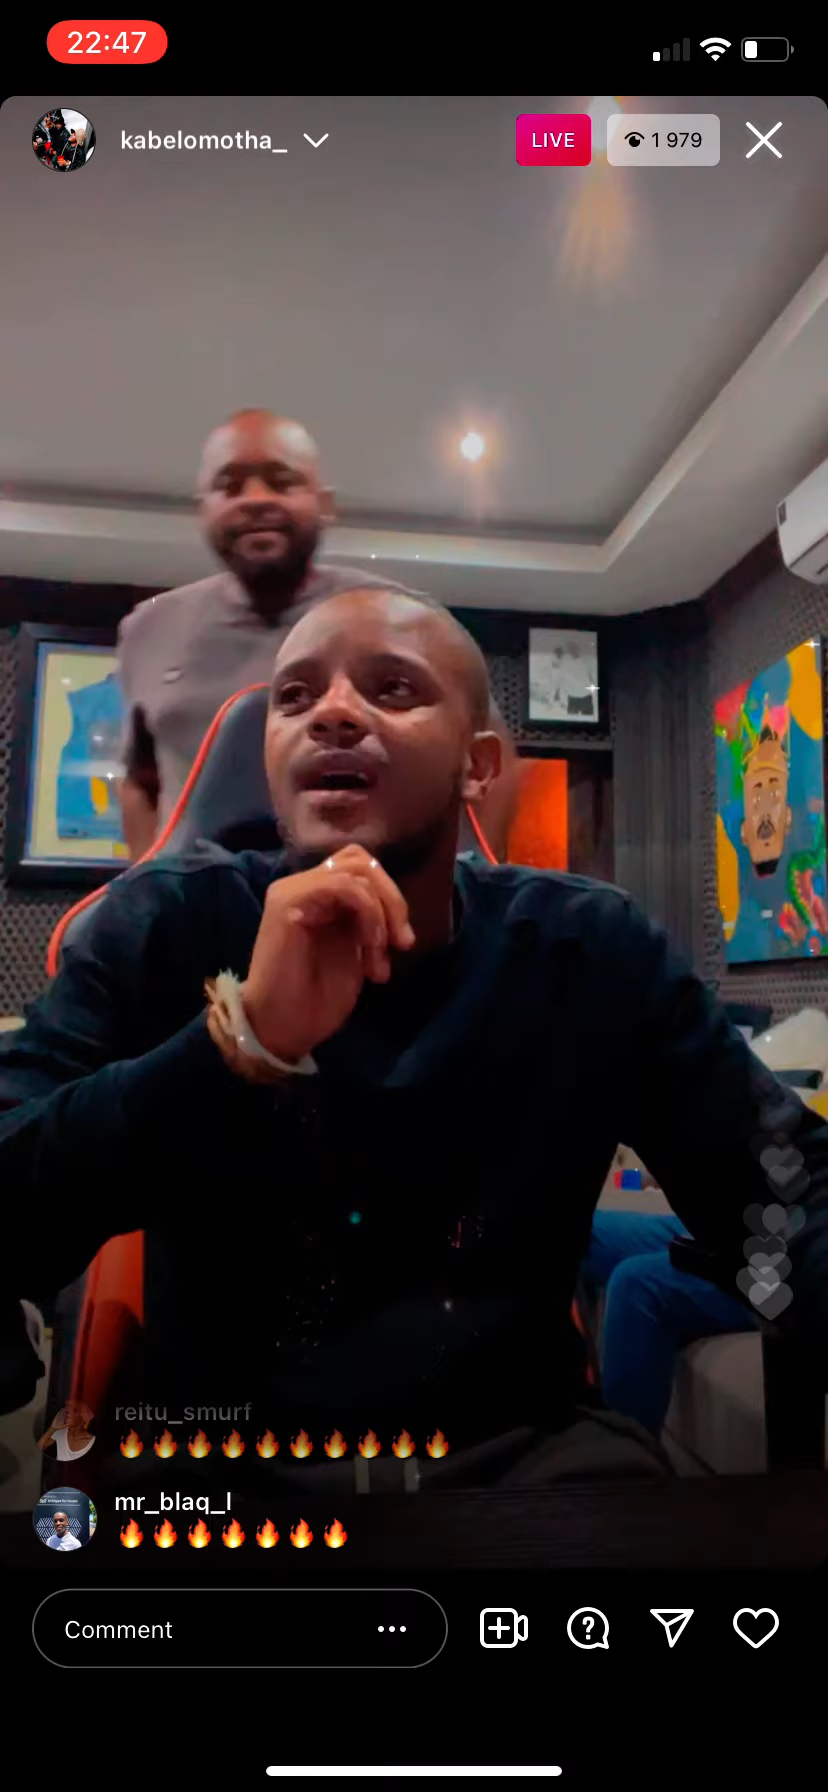 22:47
kabelomotha_
LIVE
1 979
reitu_smurf
🔥🔥🔥🔥🔥🔥🔥🔥🔥🔥
mr_blaq_l
🔥🔥🔥🔥🔥🔥🔥
Comment